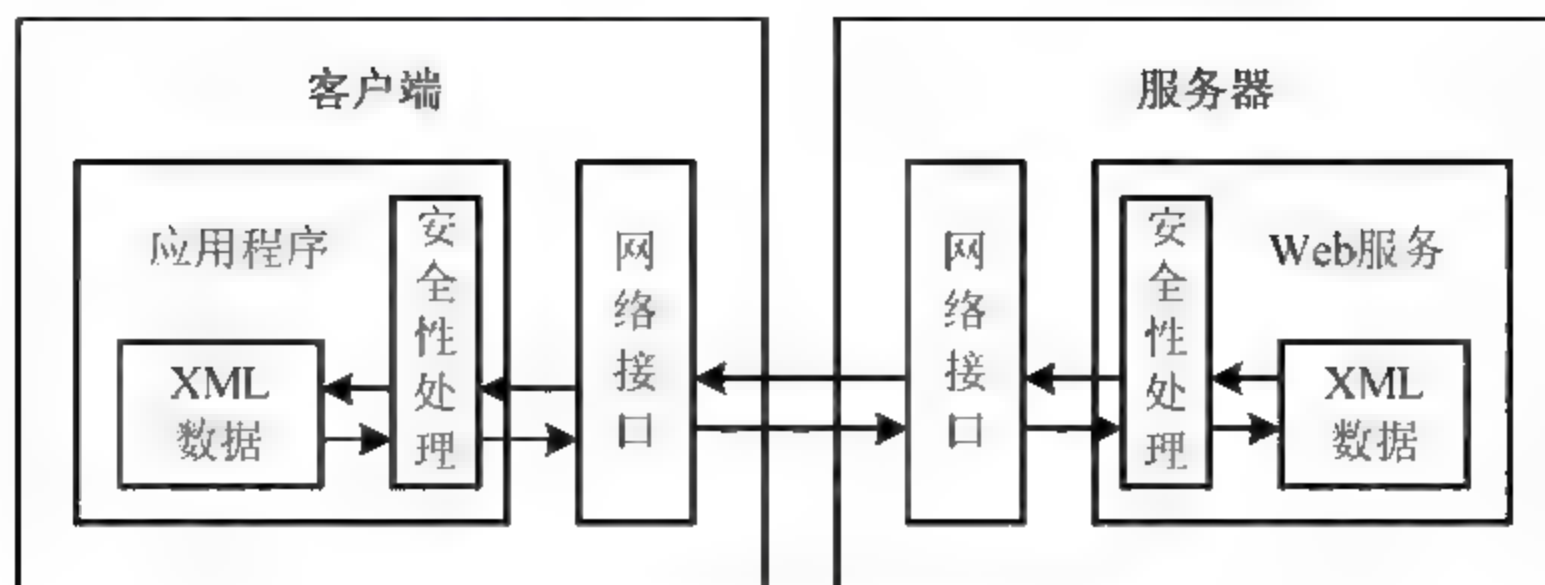 客户端
服务器
应用程序
安全性处理
网络接口
XML
数据
网络接口
安全性处理
Web服务
XML
数据